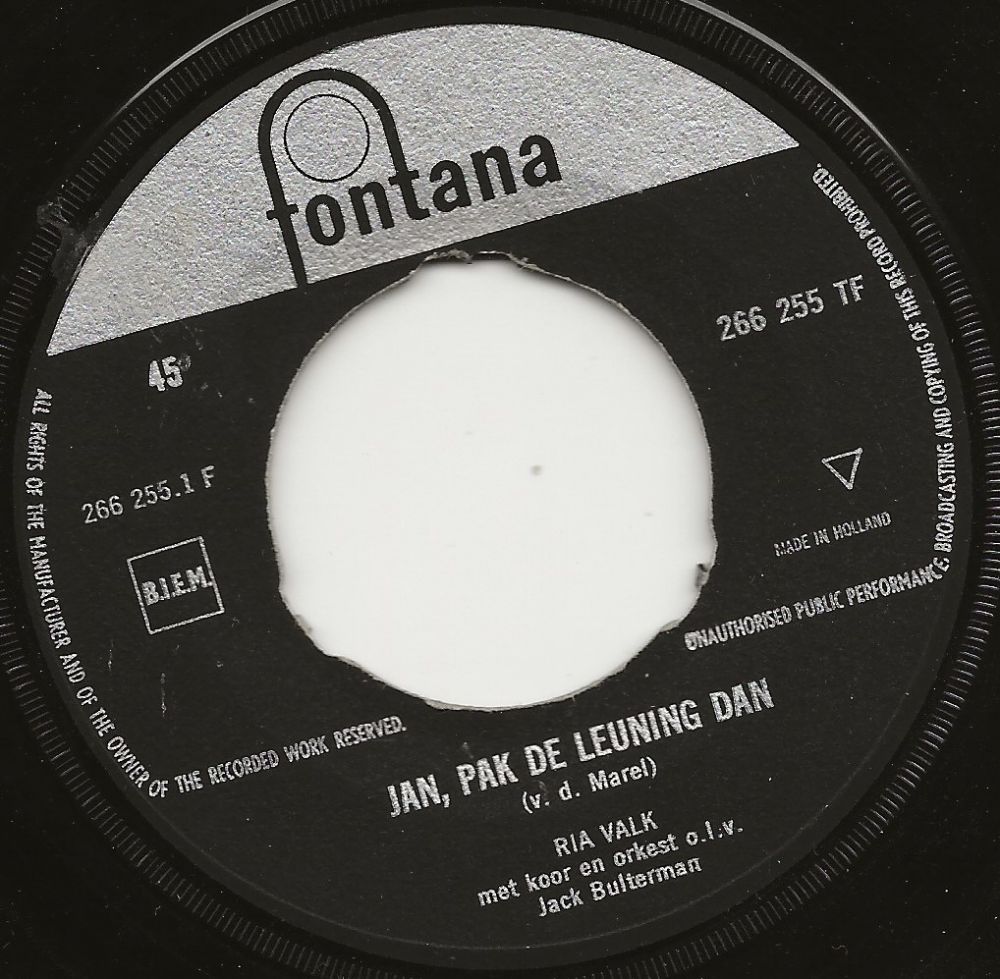 fontana
45
266 255 TF
266 255.1 F
B.I.E.M.
MADE IN HOLLAND
ALL RIGHTS OF THE MANUFACTURER AND OF THE OWNER OF THE RECORDED WORK RESERVED.
UNAUTHORISED PUBLIC PERFORMANCE BROADCASTING AND COPYING OF THIS RECORD PROHIBITED.
JAN, PAK DE LEUNING DAN
(v. d. Marel)
RIA VALK
met koor en orkest o.l.v.
Jack Bulterman